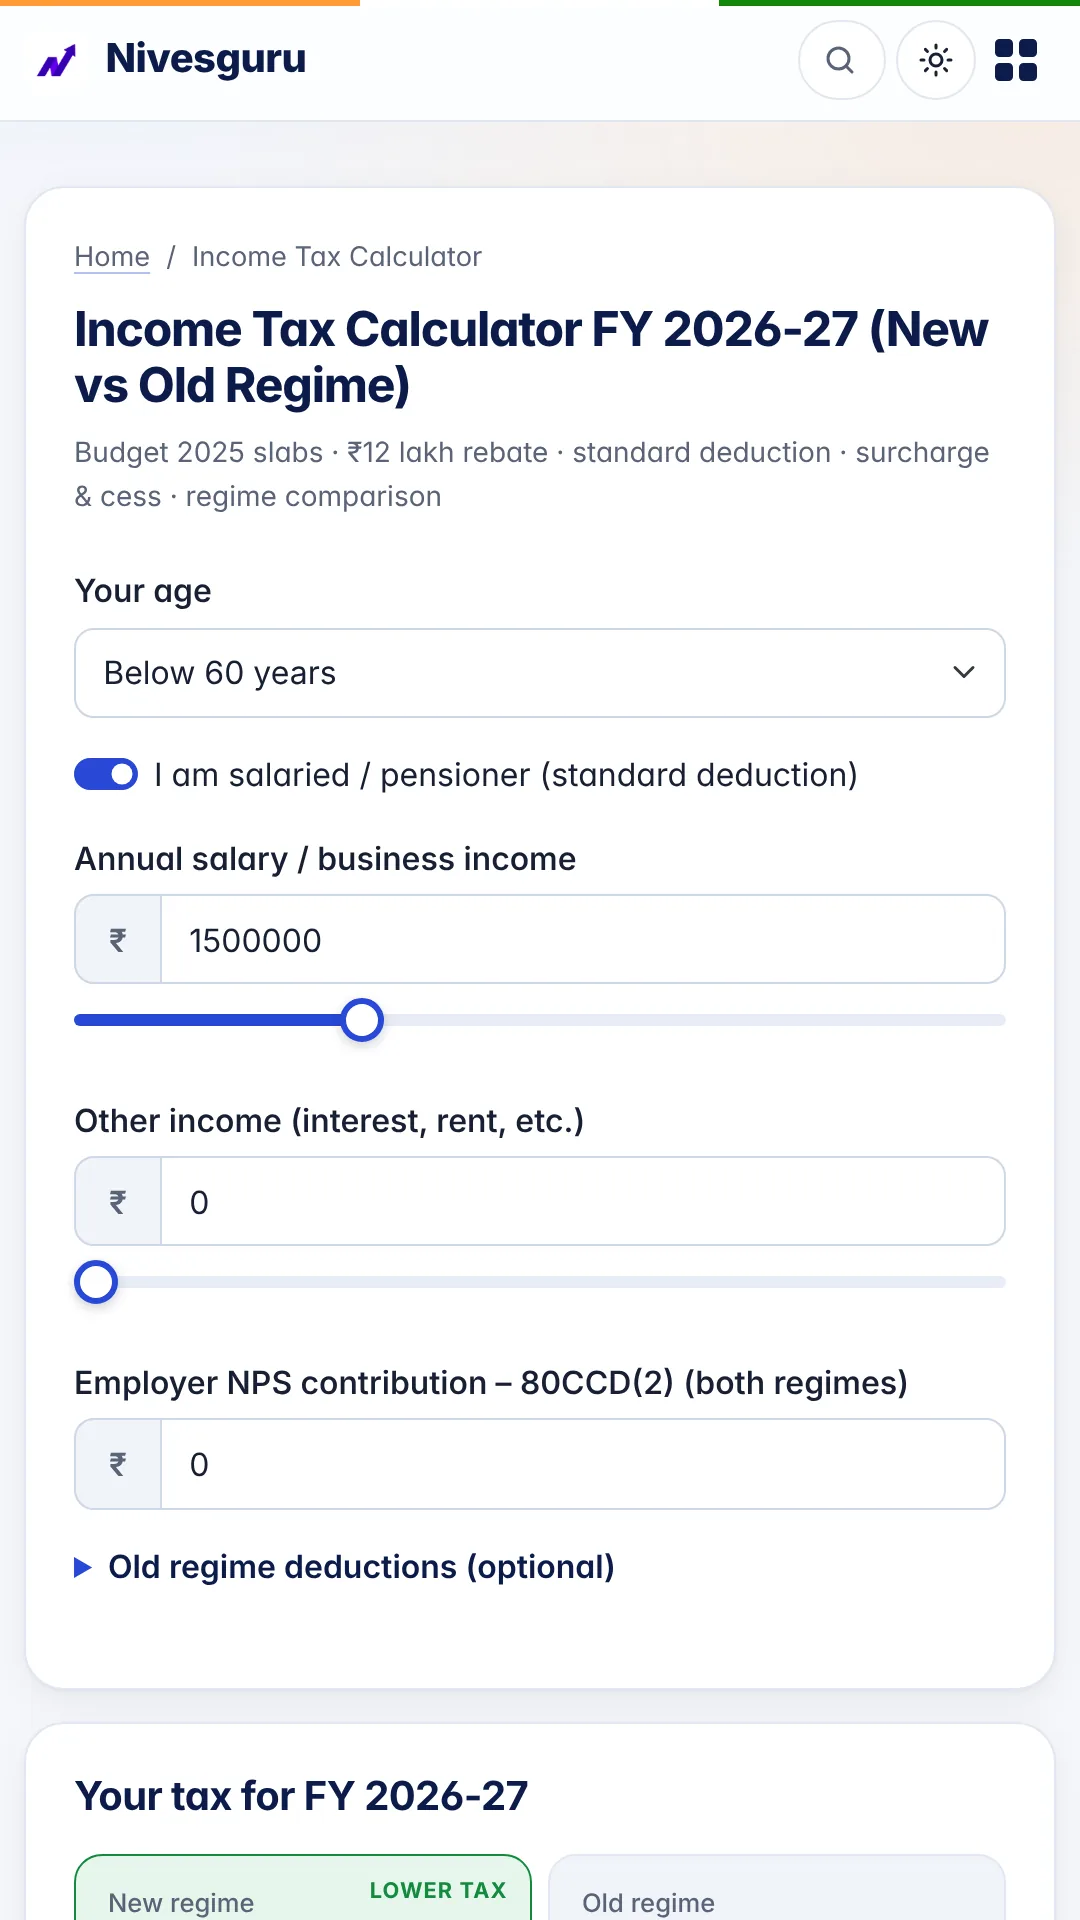 Nivesguru
Home / Income Tax Calculator
Income Tax Calculator FY 2026-27 (New
vs Old Regime)
Budget 2025 slabs · ₹12 lakh rebate · standard deduction · surcharge
& cess · regime comparison
Your age
Below 60 years
I am salaried / pensioner (standard deduction)
Annual salary / business income
₹ 1500000
Other income (interest, rent, etc.)
₹ 0
Employer NPS contribution – 80CCD(2) (both regimes)
₹ 0
Old regime deductions (optional)
Your tax for FY 2026-27
New regime LOWER TAX
Old regime